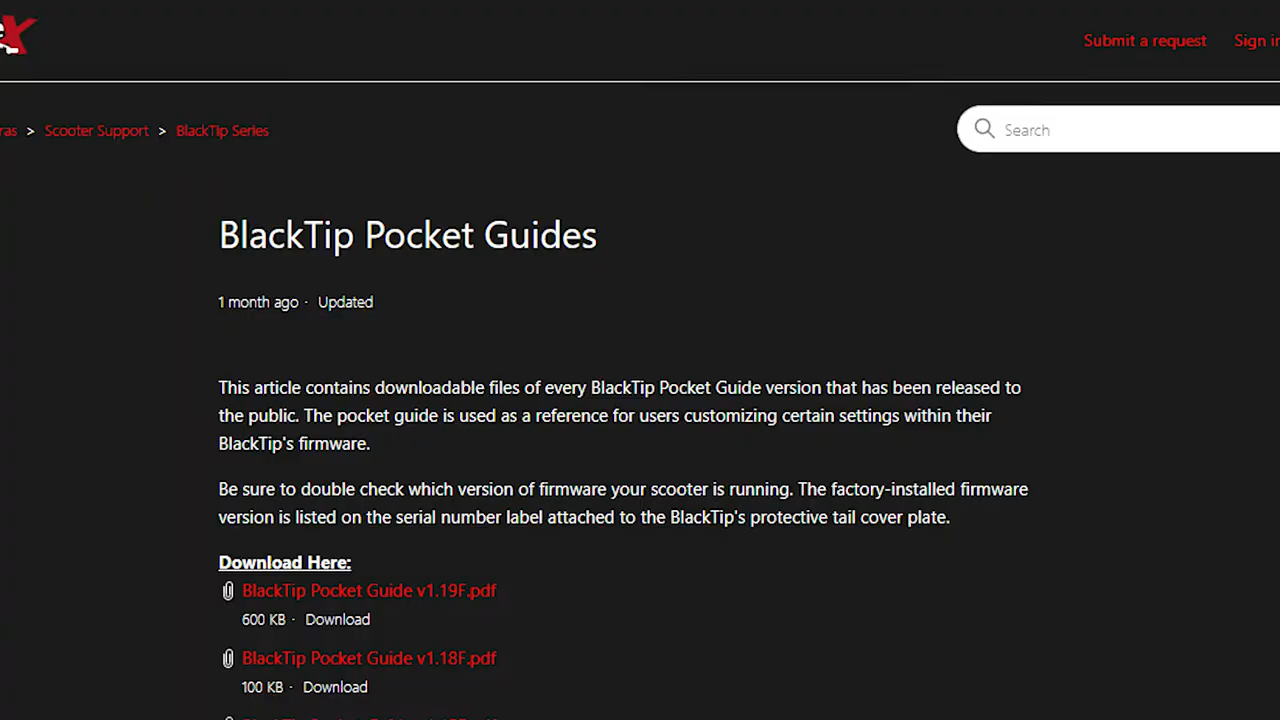 Submit a request Sign in
ras > Scooter Support > BlackTip Series
Search
BlackTip Pocket Guides
1 month ago · Updated
This article contains downloadable files of every BlackTip Pocket Guide version that has been released to
the public. The pocket guide is used as a reference for users customizing certain settings within their
BlackTip's firmware.
Be sure to double check which version of firmware your scooter is running. The factory-installed firmware
version is listed on the serial number label attached to the BlackTip's protective tail cover plate.
Download Here:
BlackTip Pocket Guide v1.19F.pdf
600 KB · Download
BlackTip Pocket Guide v1.18F.pdf
100 KB · Download